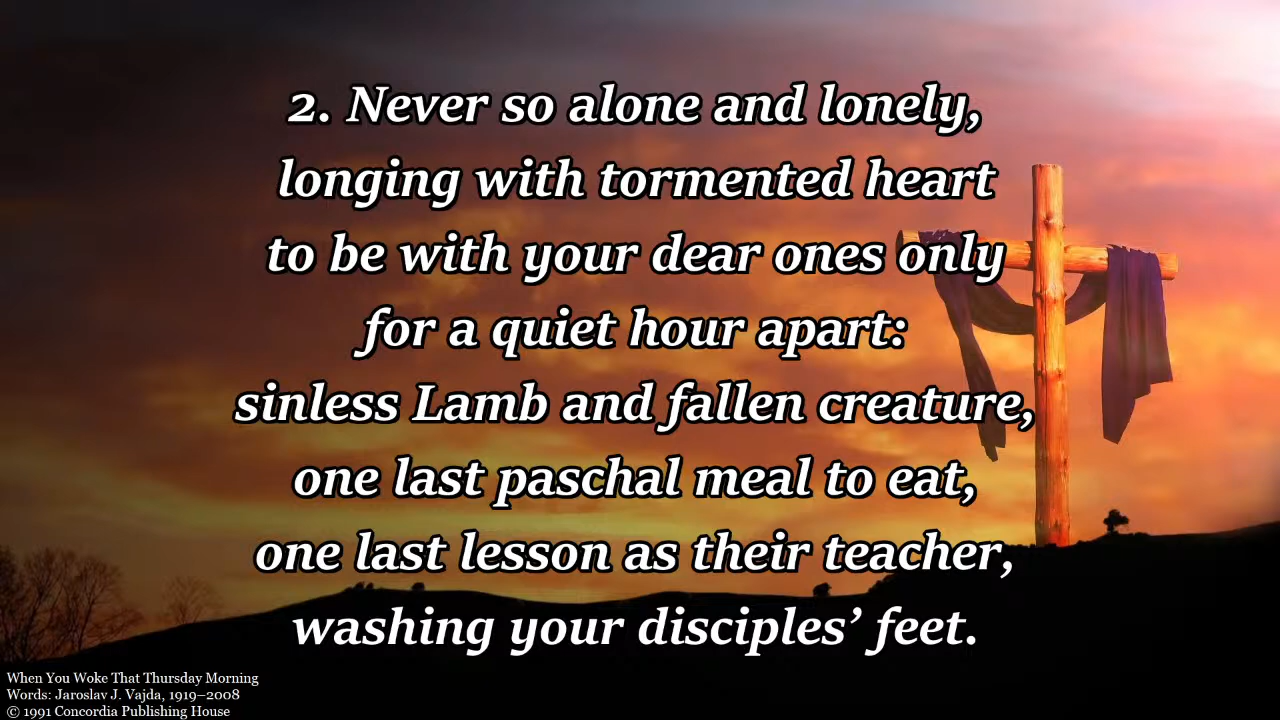 2. Never so alone and lonely,
longing with tormented heart
to be with your dear ones only
for a quiet hour apart:
sinless Lamb and fallen creature,
one last paschal meal to eat,
one last lesson as their teacher,
washing your disciples’ feet.
When You Woke That Thursday Morning
Words: Jaroslav J. Vajda, 1919–2008
© 1991 Concordia Publishing House